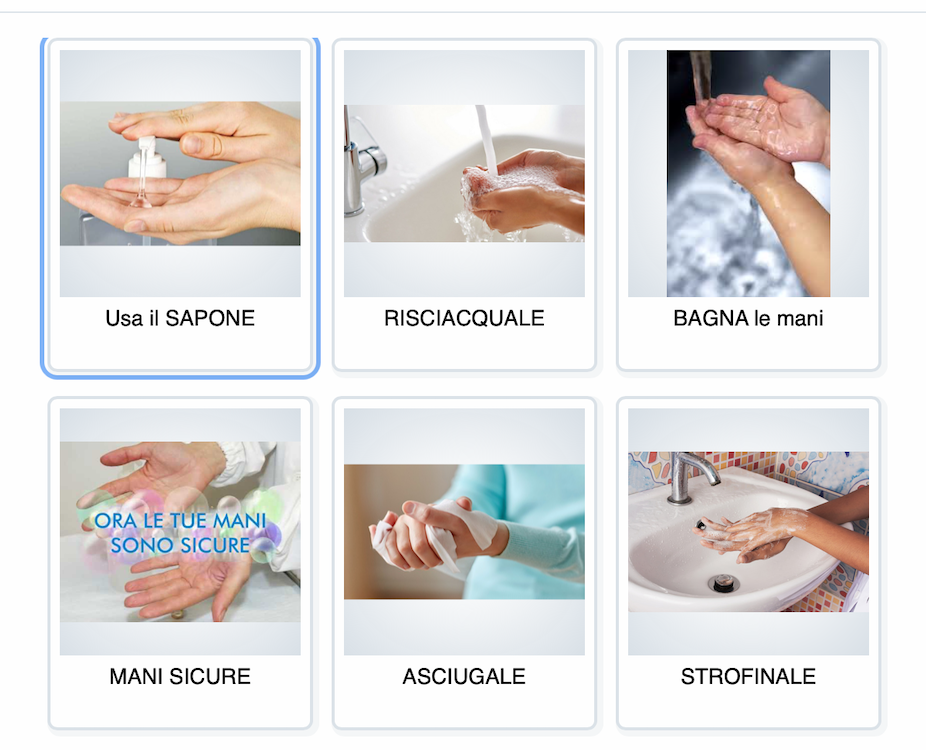 Usa il SAPONE
RISCIACQUALE
BAGNA le mani
ORA LE TUE MANI
SONO SICURE
MANI SICURE
ASCIUGALE
STROFINALE